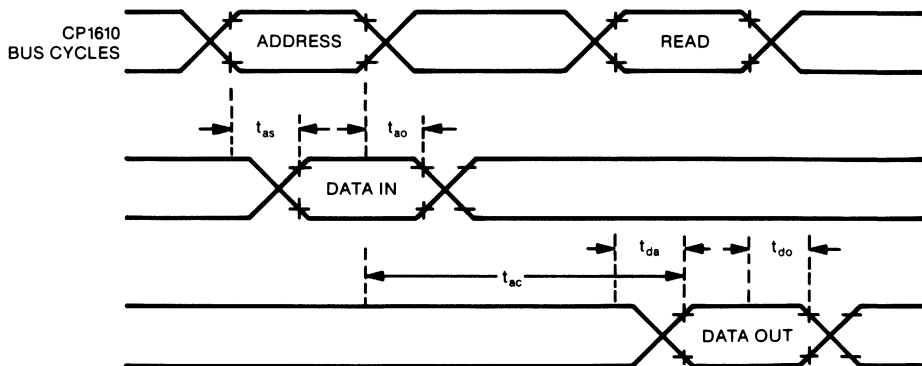 CP1610
BUS CYCLES
ADDRESS
READ
tas
tao
DATA IN
tda
tdo
tac
DATA OUT